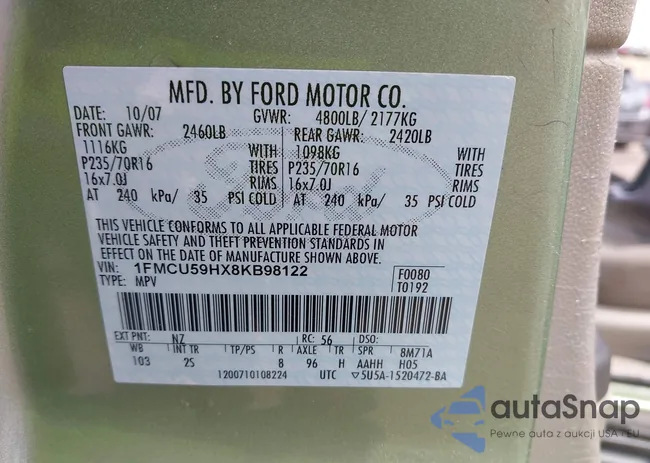 MFD. BY FORD MOTOR CO.
DATE: 10/07 GVWR: 4800LB/ 2177KG
FRONT GAWR: 2460LB REAR GAWR: 2420LB
1116KG WITH 1098KG WITH
P235/70R16 TIRES P235/70R16 TIRES
16x7.0J RIMS 16x7.0J RIMS
AT 240 kPa/ 35 PSI COLD AT 240 kPa/ 35 PSI COLD
THIS VEHICLE CONFORMS TO ALL APPLICABLE FEDERAL MOTOR
VEHICLE SAFETY AND THEFT PREVENTION STANDARDS IN
EFFECT ON THE DATE OF MANUFACTURE SHOWN ABOVE.
VIN: 1FMCU59HX8KB98122 F0080
TYPE: MPV T0192
EXT PNT: NZ RC: 56 DSO:
WB INT TR TP/PS R AXLE TR SPR 8M71A
103 2S 8 96 H AAHH H05
1200710108224 UTC ▽5U5A-1520472-BA
Ford
autaSnap
Pewne auta z aukcji USA i EU